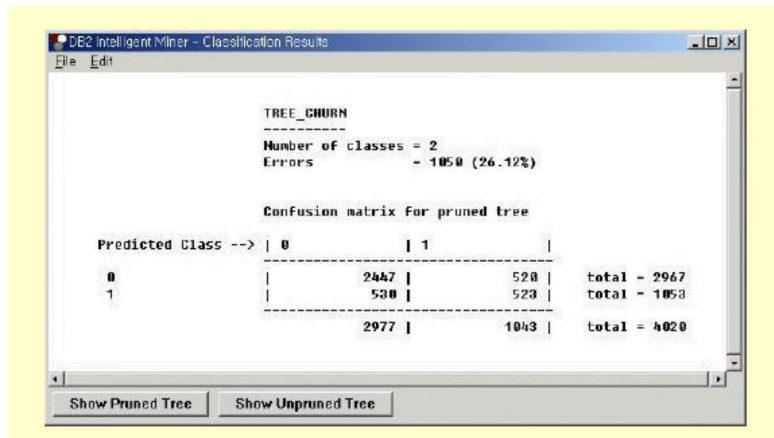 DB2 Intelligent Miner - Classification Results
File Edit
TREE_CHURN
----------
Number of classes = 2
Errors = 1050 (26.12%)
Confusion matrix for pruned tree
Predicted Class --> | 0 | 1 |
0 | 2447 | 520 | total = 2967
1 | 530 | 523 | total = 1053
2977 | 1043 | total = 4020
Show Pruned Tree Show Unpruned Tree